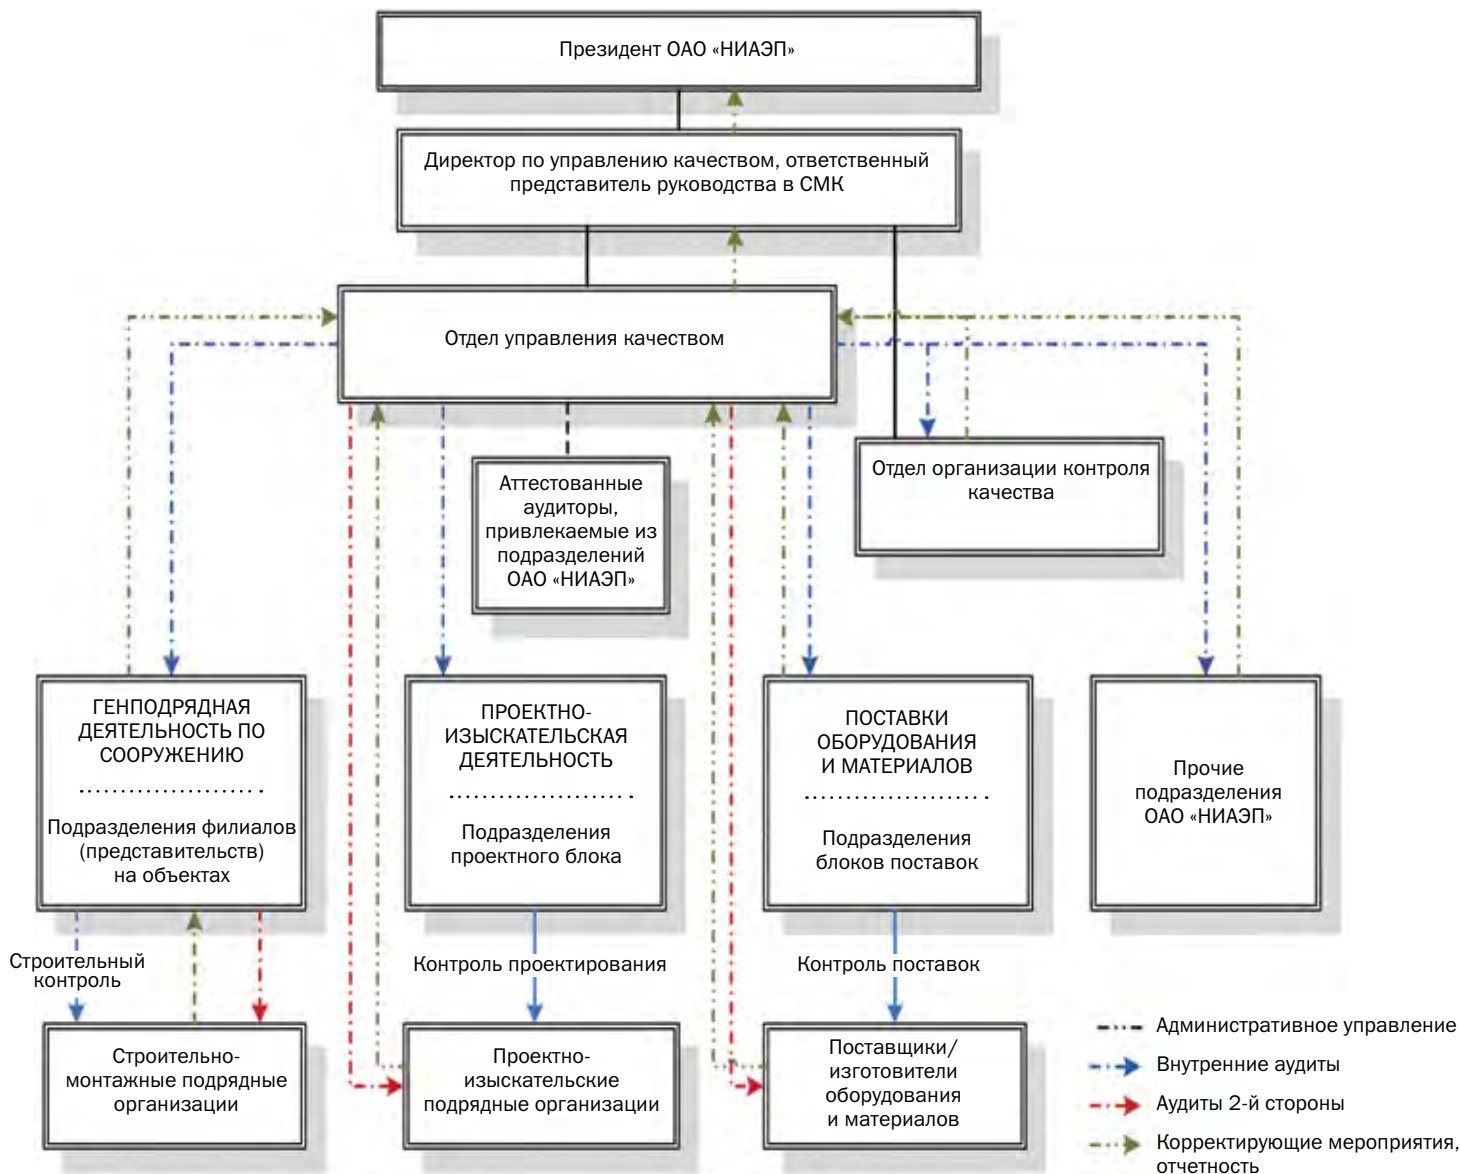 Президент ОАО «НИАЭП»
Директор по управлению качеством, ответственный
представитель руководства в СМК
Отдел управления качеством
Аттестованные
аудиторы,
привлекаемые из
подразделений
ОАО «НИАЭП»
Отдел организации контроля
качества
ГЕНПОДРЯДНАЯ
ДЕЯТЕЛЬНОСТЬ ПО
СООРУЖЕНИЮ
Подразделения филиалов
(представительств)
на объектах
ПРОЕКТНО-
ИЗЫСКАТЕЛЬСКАЯ
ДЕЯТЕЛЬНОСТЬ
Подразделения
проектного блока
ПОСТАВКИ
ОБОРУДОВАНИЯ
И МАТЕРИАЛОВ
Подразделения
блоков поставок
Прочие
подразделения
ОАО «НИАЭП»
Строительный
контроль
Контроль проектирования
Контроль поставок
Строительно-
монтажные подрядные
организации
Проектно-
изыскательские
подрядные организации
Поставщики/
изготовители
оборудования
и материалов
Административное управление
Внутренние аудиты
Аудиты 2-й стороны
Корректирующие мероприятия,
отчетность